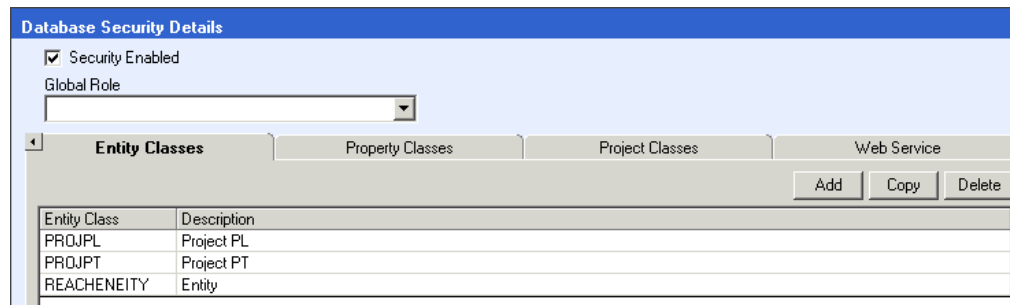 Database Security Details
Security Enabled
Global Role
Entity Classes Property Classes Project Classes Web Service
Add Copy Delete
Entity Class Description
PROJPL Project PL
PROJPT Project PT
REACHENEITY Entity